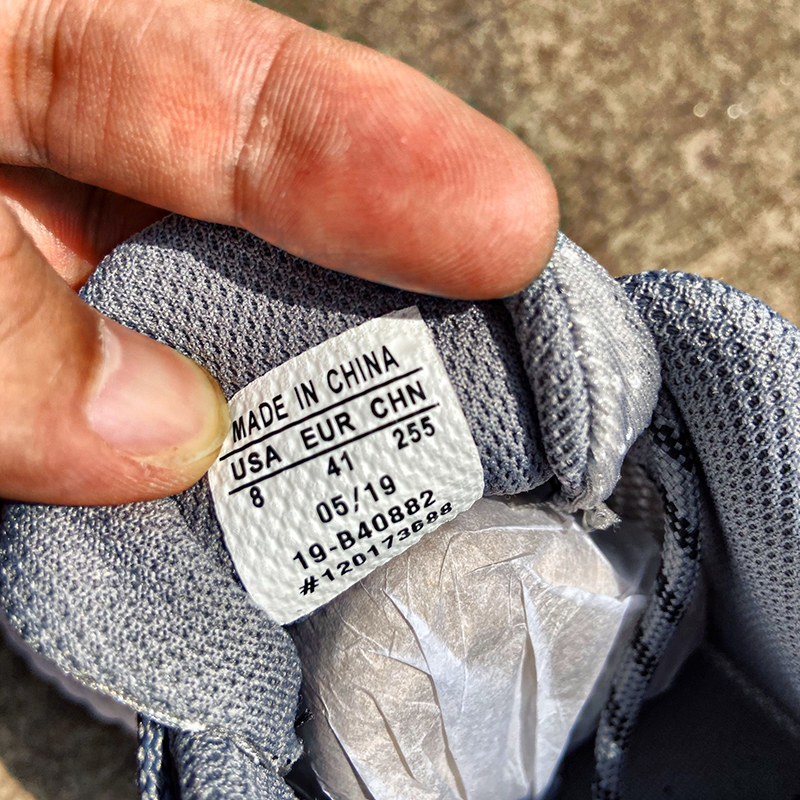 MADE IN CHINA
USA EUR CHN
8 41 255
05/19
19-B40882
#120173688